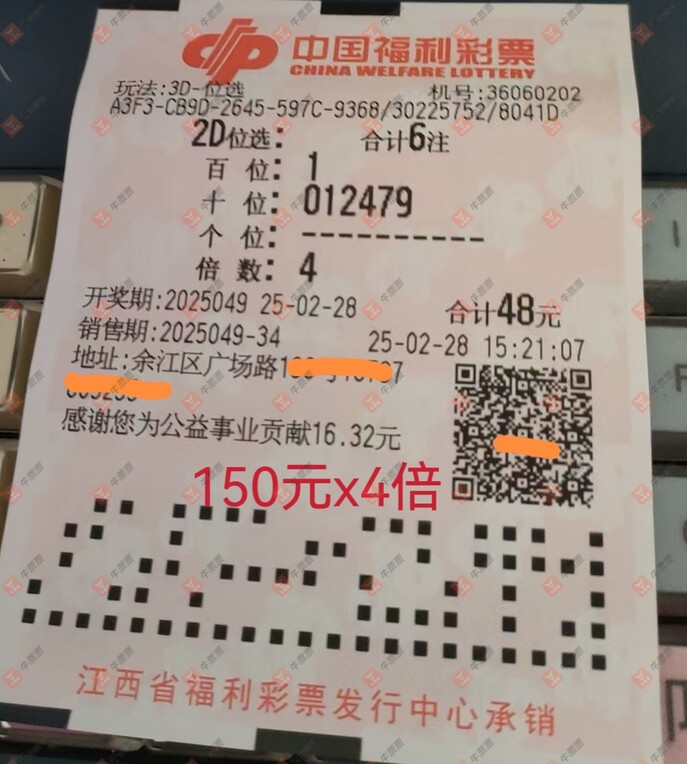 中国福利彩票
CHINA WELFARE LOTTERY
玩法:3D-位选 机号:36060202
A3F3-CB9D-2645-597C-9368/30225752/8041D
2D位选: 合计6注
百 位: 1
十 位: 012479
个 位: ----------
倍 数: 4
开奖期:2025049 25-02-28 合计48元
销售期:2025049-34 25-02-28 15:21:07
地址:余江区广场路
感谢您为公益事业贡献16.32元
150元x4倍
江西省福利彩票发行中心承销
牛票票